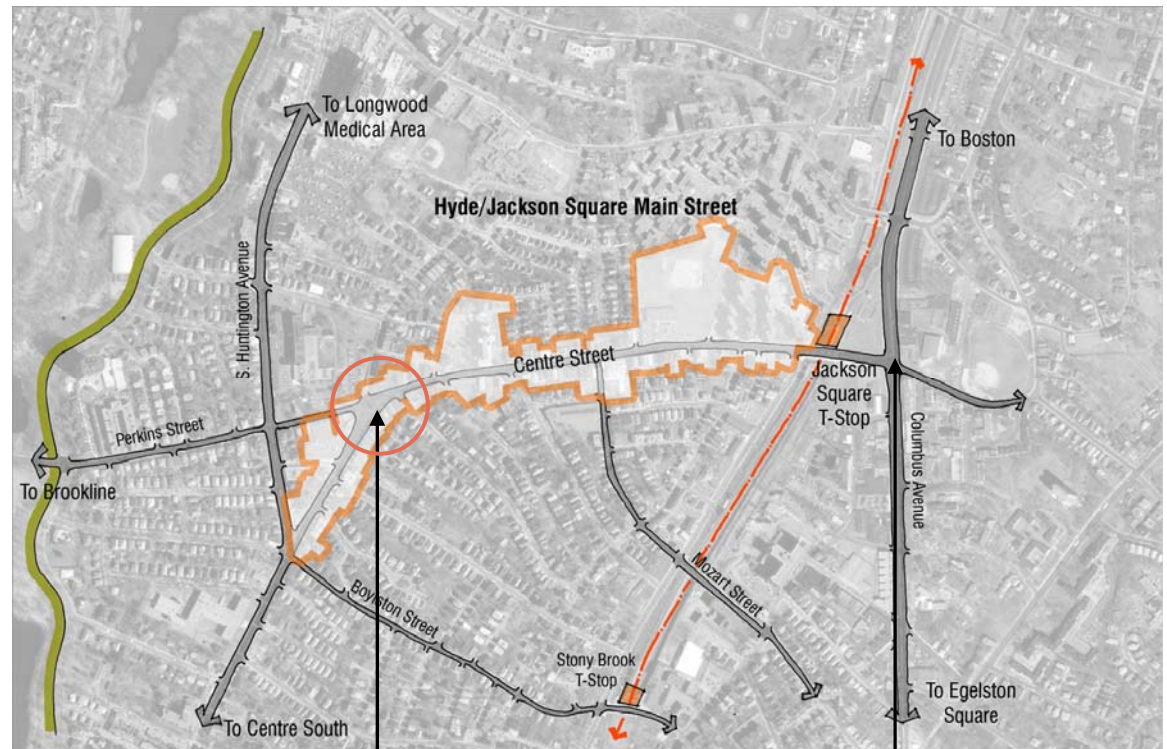 To Longwood
Medical Area
To Boston
Hyde/Jackson Square Main Street
S. Huntington Avenue
Centre Street
Jackson
Square
T-Stop
Perkins Street
Columbus Avenue
To Brookline
Mozart Street
Boylston Street
Stony Brook
T-Stop
To Egelston
Square
To Centre South